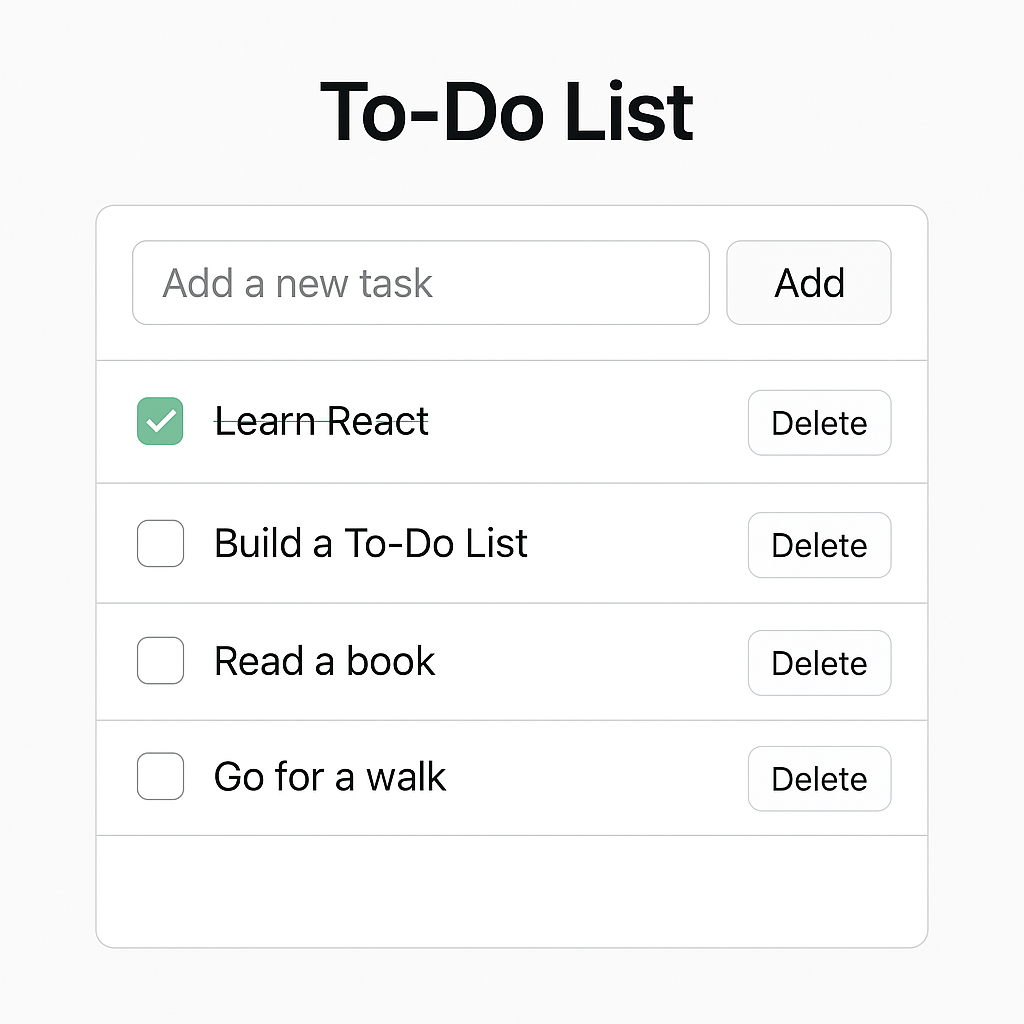 To-Do List
Add a new task
Add
Learn React
Delete
Build a To-Do List
Delete
Read a book
Delete
Go for a walk
Delete